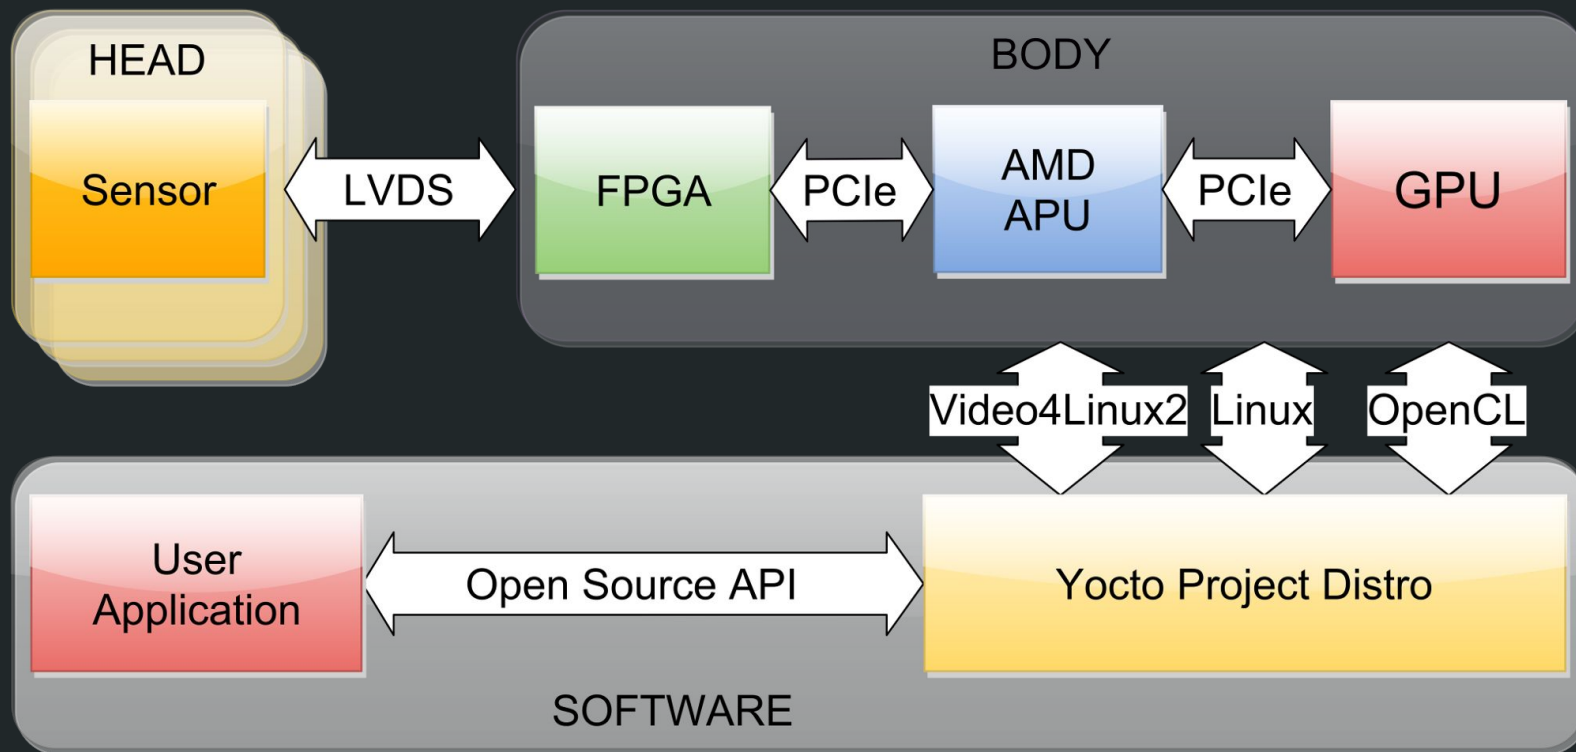 HEAD
BODY
Sensor
LVDS
FPGA
PCIe
AMD
APU
PCIe
GPU
Video4Linux2
Linux
OpenCL
User
Application
Open Source API
Yocto Project Distro
SOFTWARE